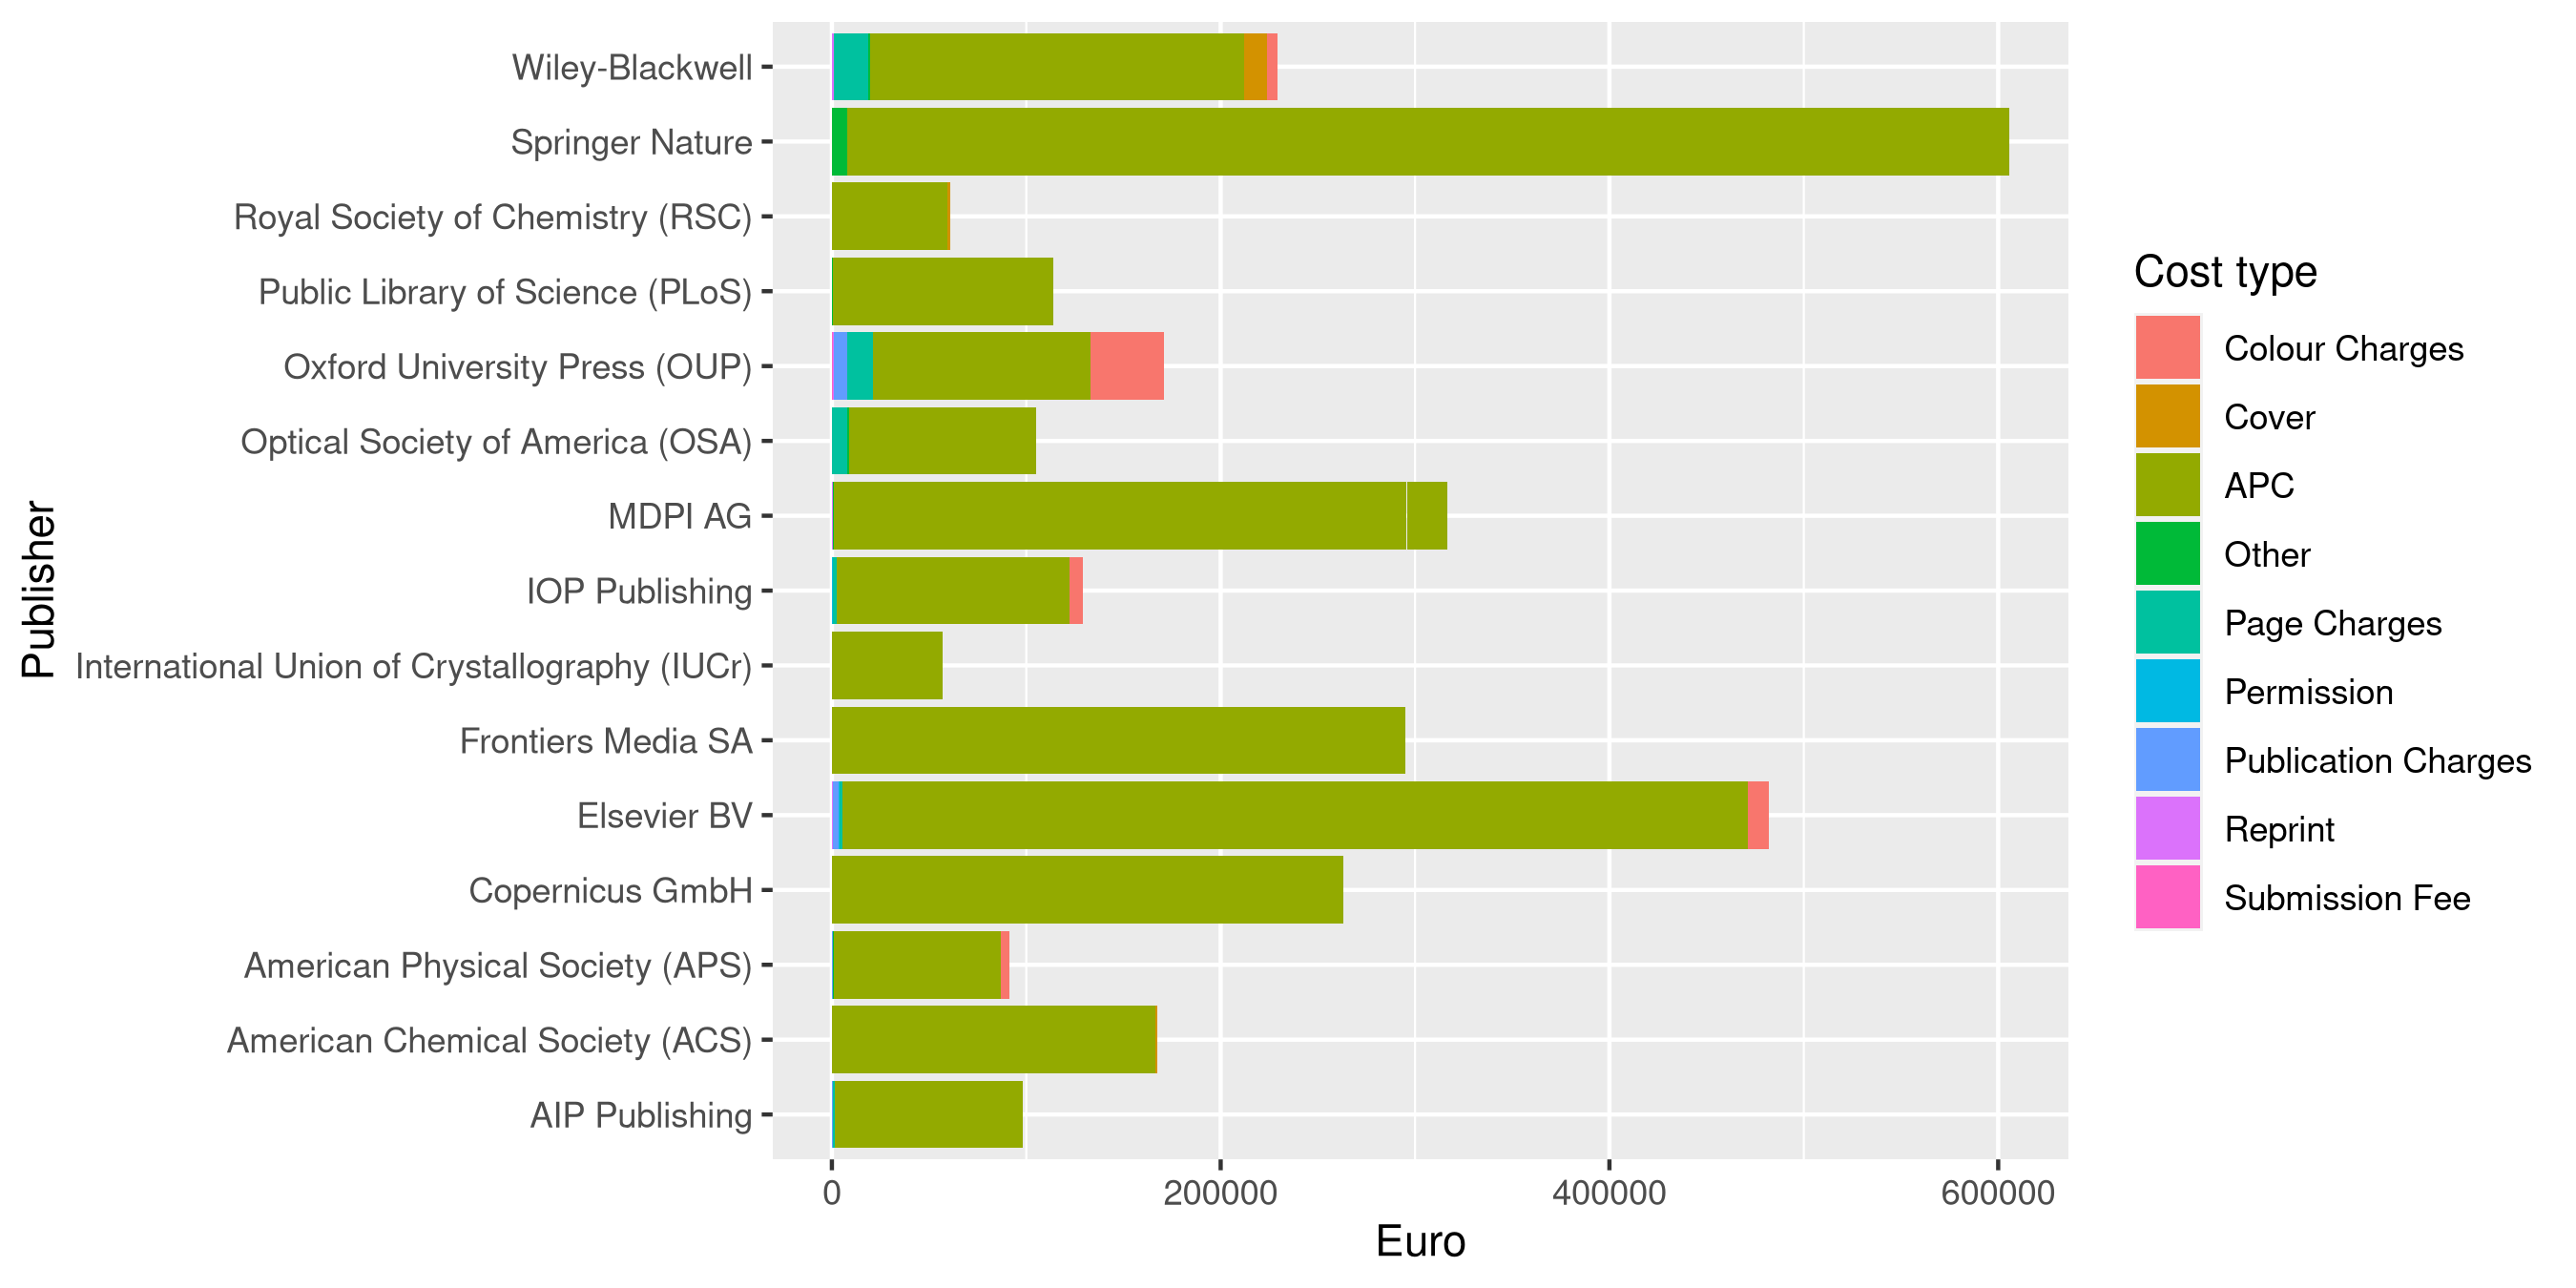 Publisher
Wiley-Blackwell
Springer Nature
Royal Society of Chemistry (RSC)
Public Library of Science (PLoS)
Oxford University Press (OUP)
Optical Society of America (OSA)
MDPI AG
IOP Publishing
International Union of Crystallography (IUCr)
Frontiers Media SA
Elsevier BV
Copernicus GmbH
American Physical Society (APS)
American Chemical Society (ACS)
AIP Publishing
0 200000 400000 600000
Euro
Cost type
Colour Charges
Cover
APC
Other
Page Charges
Permission
Publication Charges
Reprint
Submission Fee